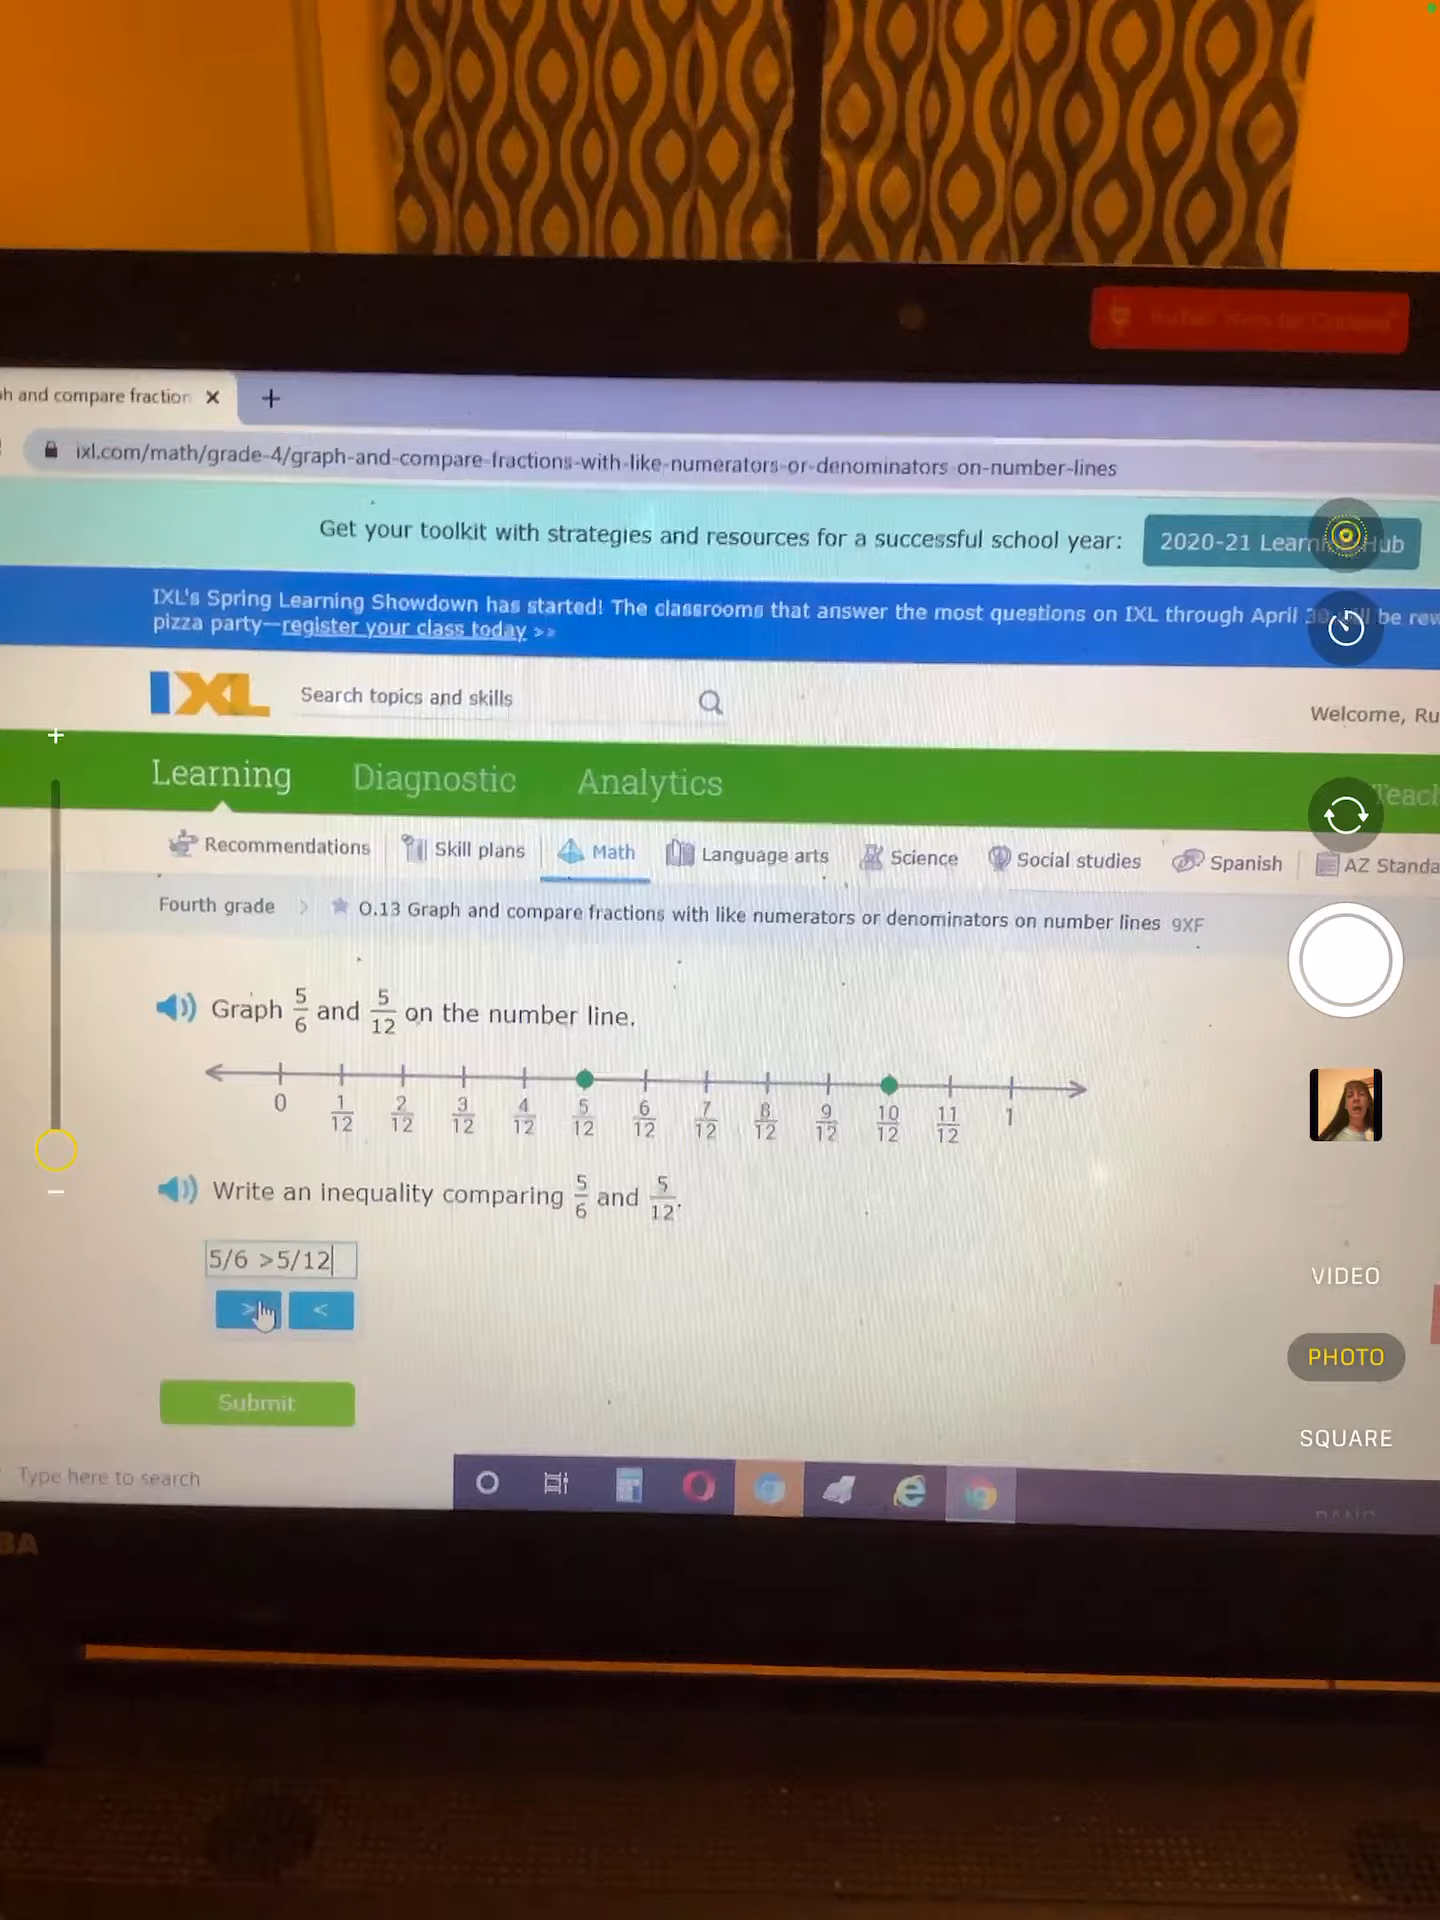 h and compare fraction × +
ixl.com/math/grade-4/graph-and-compare-fractions-with-like-numerators-or-denominators-on-number-lines
Get your toolkit with strategies and resources for a successful school year: 2020-21 Learn Hub
IXL's Spring Learning Showdown has started! The classrooms that answer the most questions on IXL through April be rew
pizza party—register your class today >>
IXL Search topics and skills
Welcome, Ru
Learning Diagnostic Analytics Teach
Recommendations Skill plans Math Language arts Science Social studies Spanish AZ Standa
Fourth grade > O.13 Graph and compare fractions with like numerators or denominators on number lines 9XF
Graph 5/6 and 5/12 on the number line.
0 1/12 2/12 3/12 4/12 5/12 6/12 7/12 8/12 9/12 10/12 11/12 1
Write an inequality comparing 5/6 and 5/12.
5/6 >5/12
> <
Submit
VIDEO
PHOTO
SQUARE
Type here to search
BA